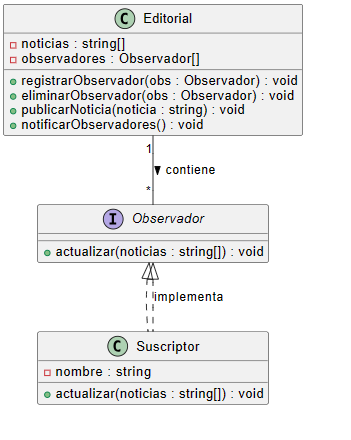 C Editorial
noticias : string[]
observadores : Observador[]
registrarObservador(obs : Observador) : void
eliminarObservador(obs : Observador) : void
publicarNoticia(noticia : string) : void
notificarObservadores() : void
1
contiene
*
I Observador
actualizar(noticias : string[]) : void
implementa
C Suscriptor
nombre : string
actualizar(noticias : string[]) : void